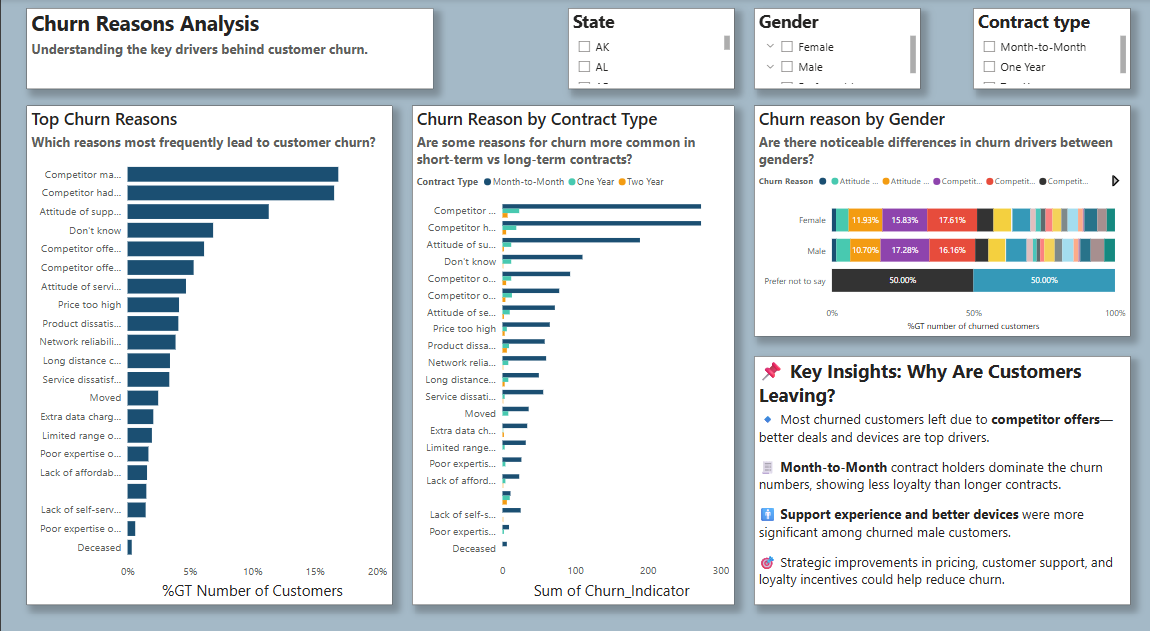 Churn Reasons Analysis
Understanding the key drivers behind customer churn.
State
AK
AL
Gender
Female
Male
Contract type
Month-to-Month
One Year
Top Churn Reasons
Which reasons most frequently lead to customer churn?
Competitor ma...
Competitor had...
Attitude of supp...
Don't know
Competitor offe...
Competitor offe...
Attitude of servi...
Price too high
Product dissatis...
Network reliabili...
Long distance c...
Service dissatisf...
Moved
Extra data charg...
Limited range o...
Poor expertise o...
Lack of affordab...
Lack of self-serv...
Poor expertise o...
Deceased
0% 5% 10% 15% 20%
%GT Number of Customers
Churn Reason by Contract Type
Are some reasons for churn more common in
short-term vs long-term contracts?
Contract Type Month-to-Month One Year Two Year
Competitor ...
Competitor h...
Attitude of su...
Don't know
Competitor o...
Competitor o...
Attitude of se...
Price too high
Product dissa...
Network relia...
Long distance...
Service dissati...
Moved
Extra data ch...
Limited range...
Poor expertis...
Lack of afford...
Lack of self-s...
Poor expertis...
Deceased
0 100 200 300
Sum of Churn_Indicator
Churn reason by Gender
Are there noticeable differences in churn drivers between
genders?
Churn Reason Attitude ... Attitude ... Competit... Competit... Competit...
Female 11.93% 15.83% 17.61%
Male 10.70% 17.28% 16.16%
Prefer not to say 50.00% 50.00%
0% 50% 100%
%GT number of churned customers
Key Insights: Why Are Customers
Leaving?
Most churned customers left due to competitor offers—
better deals and devices are top drivers.
Month-to-Month contract holders dominate the churn
numbers, showing less loyalty than longer contracts.
Support experience and better devices were more
significant among churned male customers.
Strategic improvements in pricing, customer support, and
loyalty incentives could help reduce churn.